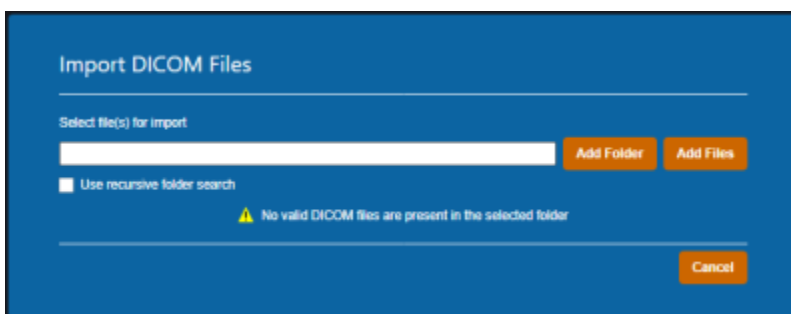 Import DICOM Files
Select file(s) for import
Add Folder Add Files
Use recursive folder search
No valid DICOM files are present in the selected folder
Cancel